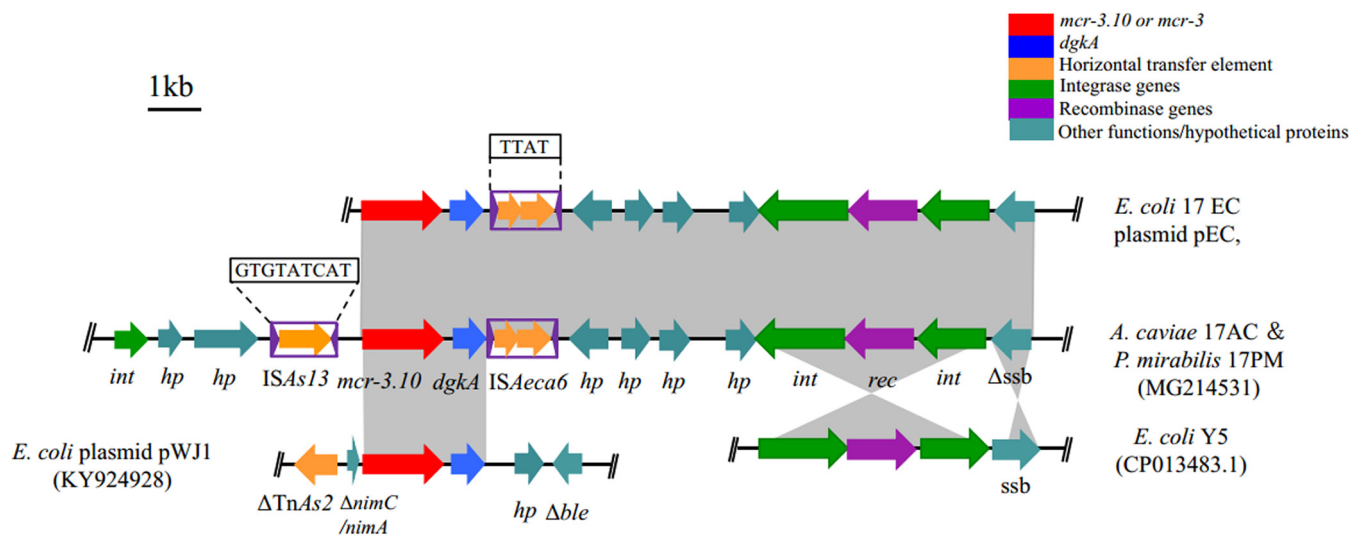 mcr-3.10 or mcr-3
dgkA
Horizontal transfer element
Integrase genes
Recombinase genes
Other functions/hypothetical proteins
1kb
TTAT
E. coli 17 EC
plasmid pEC,
GTGTATCAT
A. caviae 17AC &
P. mirabilis 17PM
(MG214531)
int hp hp ISAs13 mcr-3.10 dgkA ISAeca6 hp hp hp hp int rec int Δssb
E. coli plasmid pWJ1
(KY924928)
E. coli Y5
(CP013483.1)
ΔTnAs2 ΔnimC
/nimA
hp Δble
ssb